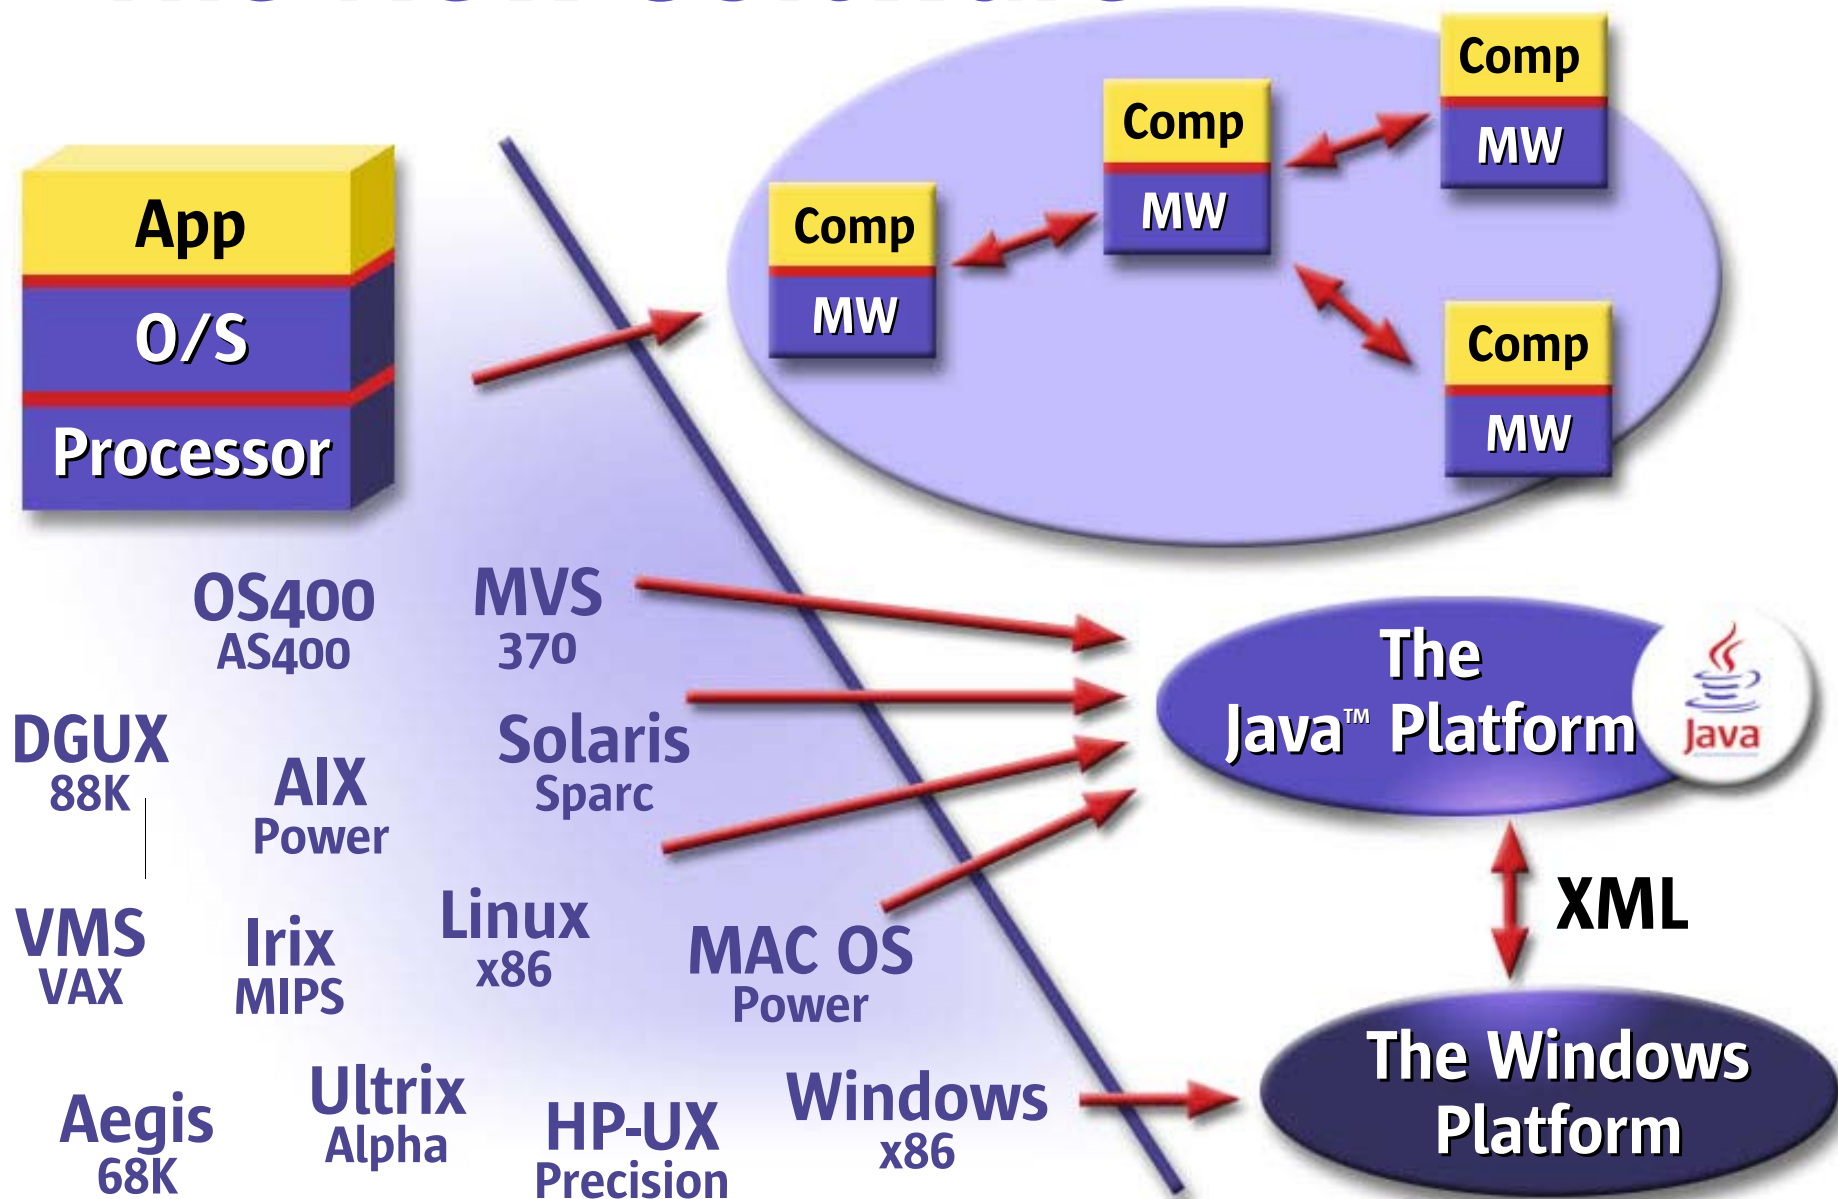 Comp
MW
Comp
MW
Comp
MW
Comp
MW
App
O/S
Processor
OS400
AS400
MVS
370
DGUX
88K
AIX
Power
Solaris
Sparc
VMS
VAX
Irix
MIPS
Linux
x86
MAC OS
Power
Aegis
68K
Ultrix
Alpha
HP-UX
Precision
Windows
x86
The
Java™ Platform
Java
XML
The Windows
Platform